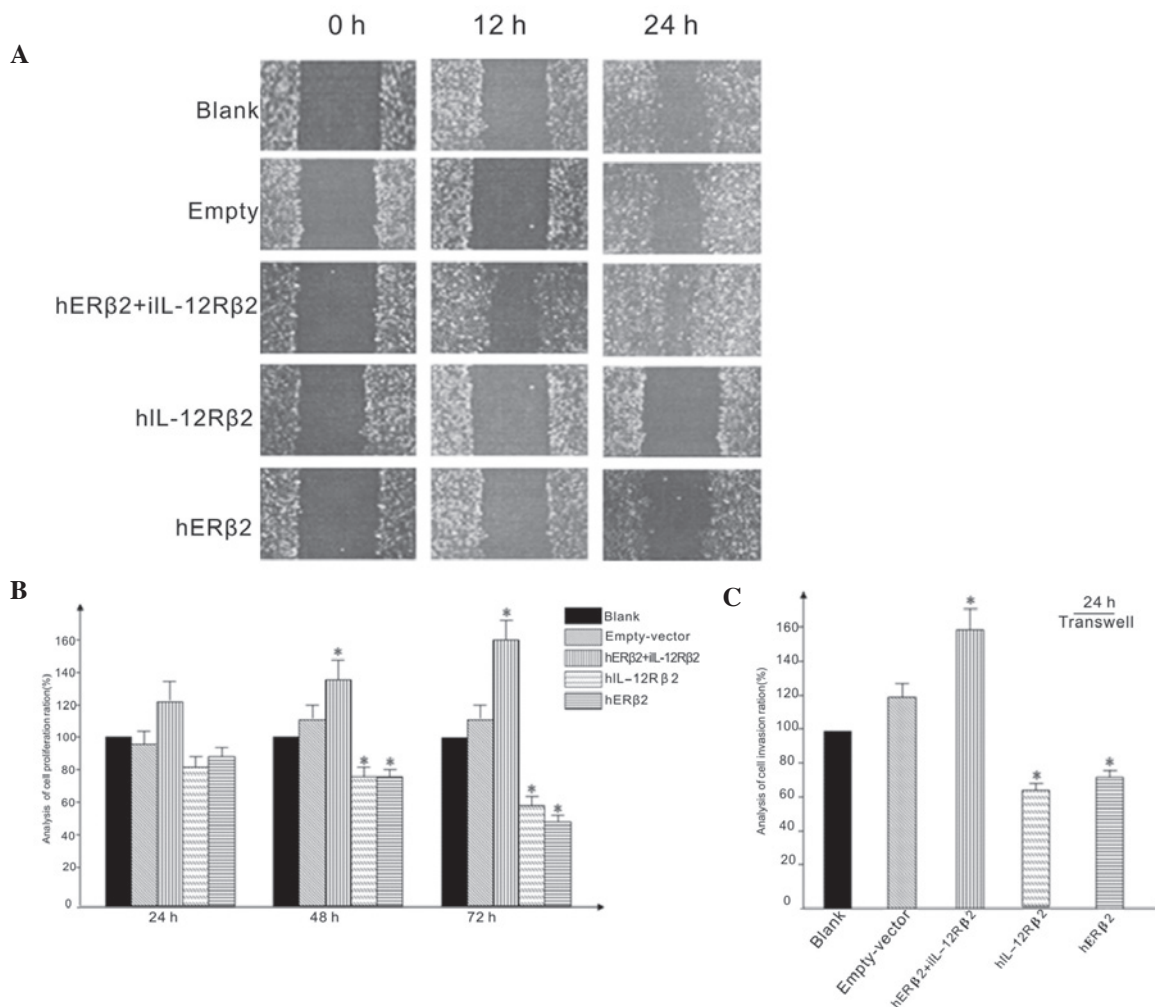 A
0 h 12 h 24 h
Blank
Empty
hERβ2+iIL-12Rβ2
hIL-12Rβ2
hERβ2
B
Analysis of cell proliferation ration(%)
160
140
120
100
80
60
40
20
0
24 h 48 h 72 h
* * * * * *
Blank
Empty-vector
hERβ2+iIL-12Rβ2
hIL-12Rβ2
hERβ2
C
24 h
Transwell
Analysis of cell invasion ration(%)
160
140
120
100
80
60
40
20
0
* * *
Blank
Empty-vector
hERβ2+iIL-12Rβ2
hIL-12Rβ2
hERβ2